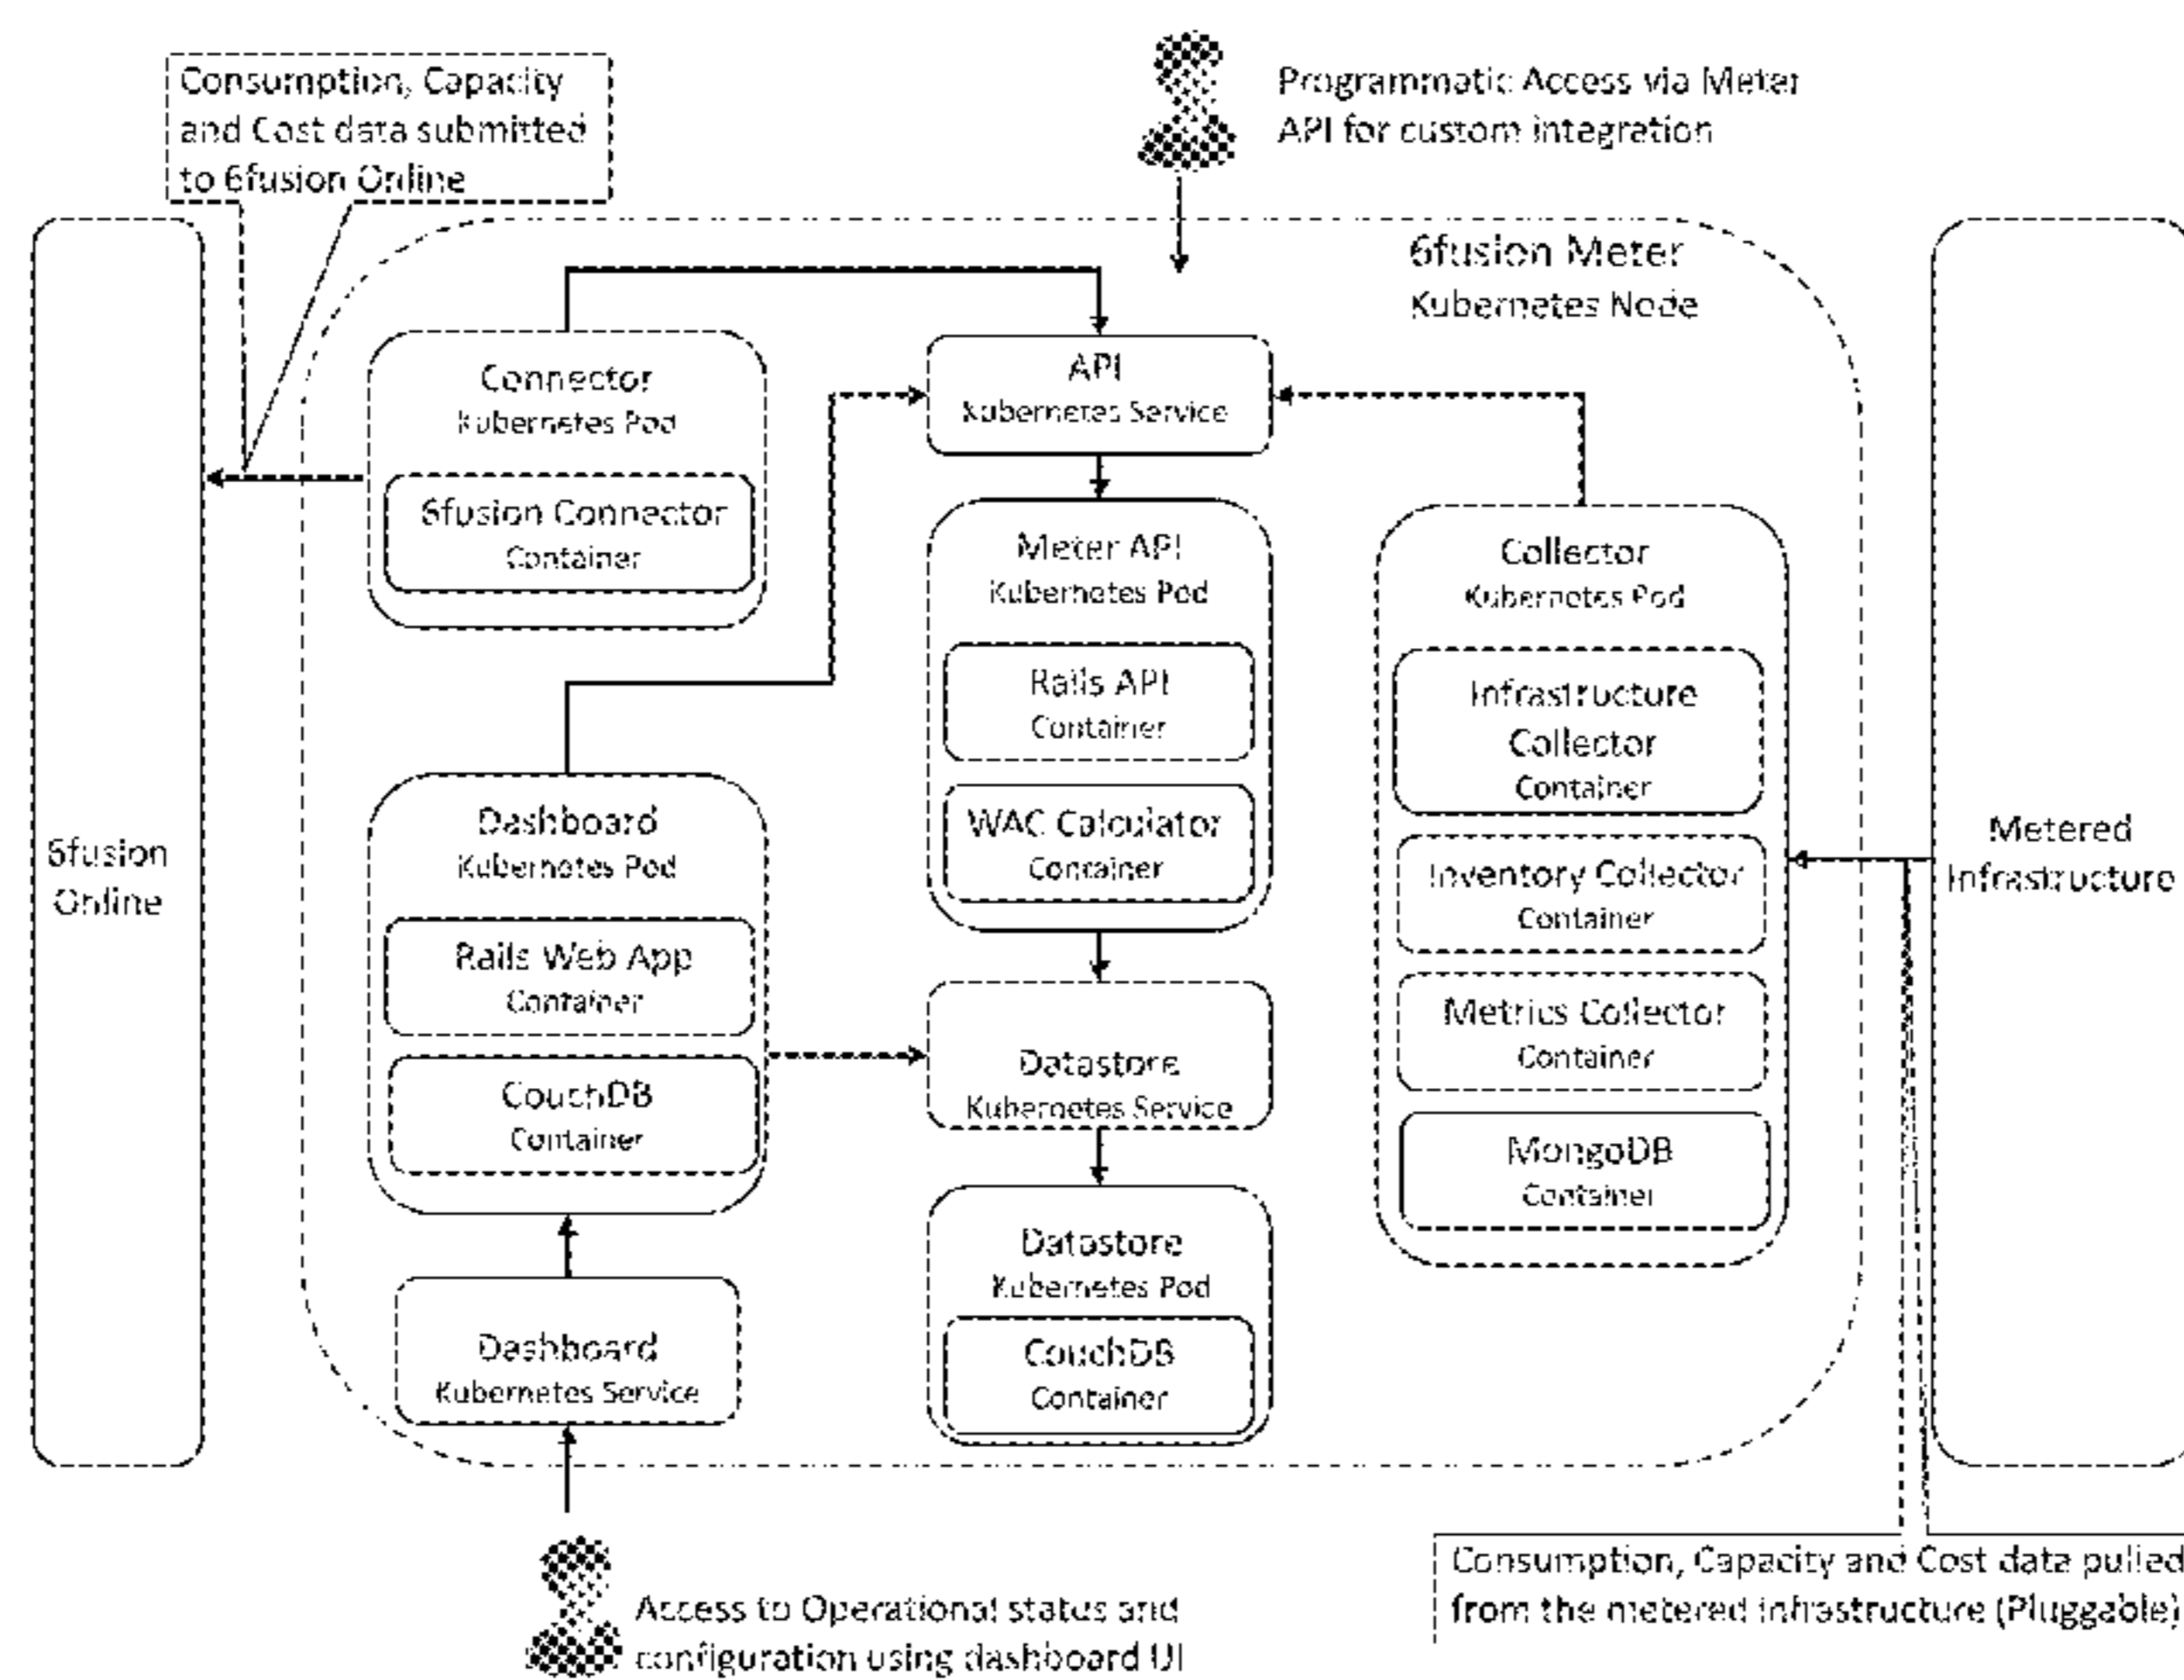 Consumption, Capacity
and Cost data submitted
to 6fusion Online
Programmatic Access via Meter
API for custom integration
6fusion Meter
Kubernetes Node
6fusion
Online
Connector
Kubernetes Pod
6fusion Connector
Container
API
Kubernetes Service
Meter API
Kubernetes Pod
Rails API
Container
WAC Calculator
Container
Collector
Kubernetes Pod
Infrastructure
Collector
Container
Inventory Collector
Container
Metrics Collector
Container
MongoDB
Container
Metered
Infrastructure
Dashboard
Kubernetes Pod
Rails Web App
Container
CouchDB
Container
Datastore
Kubernetes Service
Datastore
Kubernetes Pod
CouchDB
Container
Dashboard
Kubernetes Service
Access to Operational status and
configuration using dashboard UI
Consumption, Capacity and Cost data pulled
from the metered infrastructure (Pluggable)